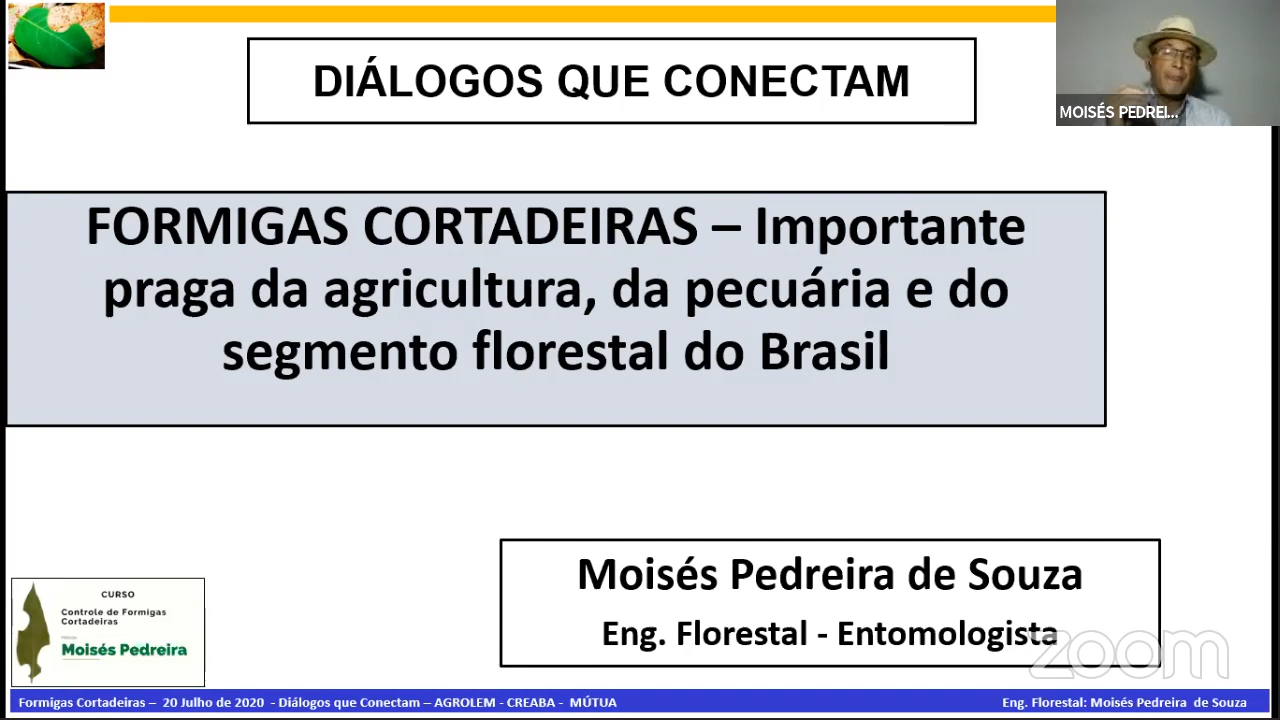 DIÁLOGOS QUE CONECTAM
MOISÉS PEDREI...
FORMIGAS CORTADEIRAS – Importante
praga da agricultura, da pecuária e do
segmento florestal do Brasil
Moisés Pedreira de Souza
Eng. Florestal - Entomologista
zoom
CURSO
Controle de Formigas
Cortadeiras
Moisés Pedreira
Formigas Cortadeiras – 20 Julho de 2020 - Diálogos que Conectam – AGROLEM - CREABA - MÚTUA
Eng. Florestal: Moisés Pedreira de Souza